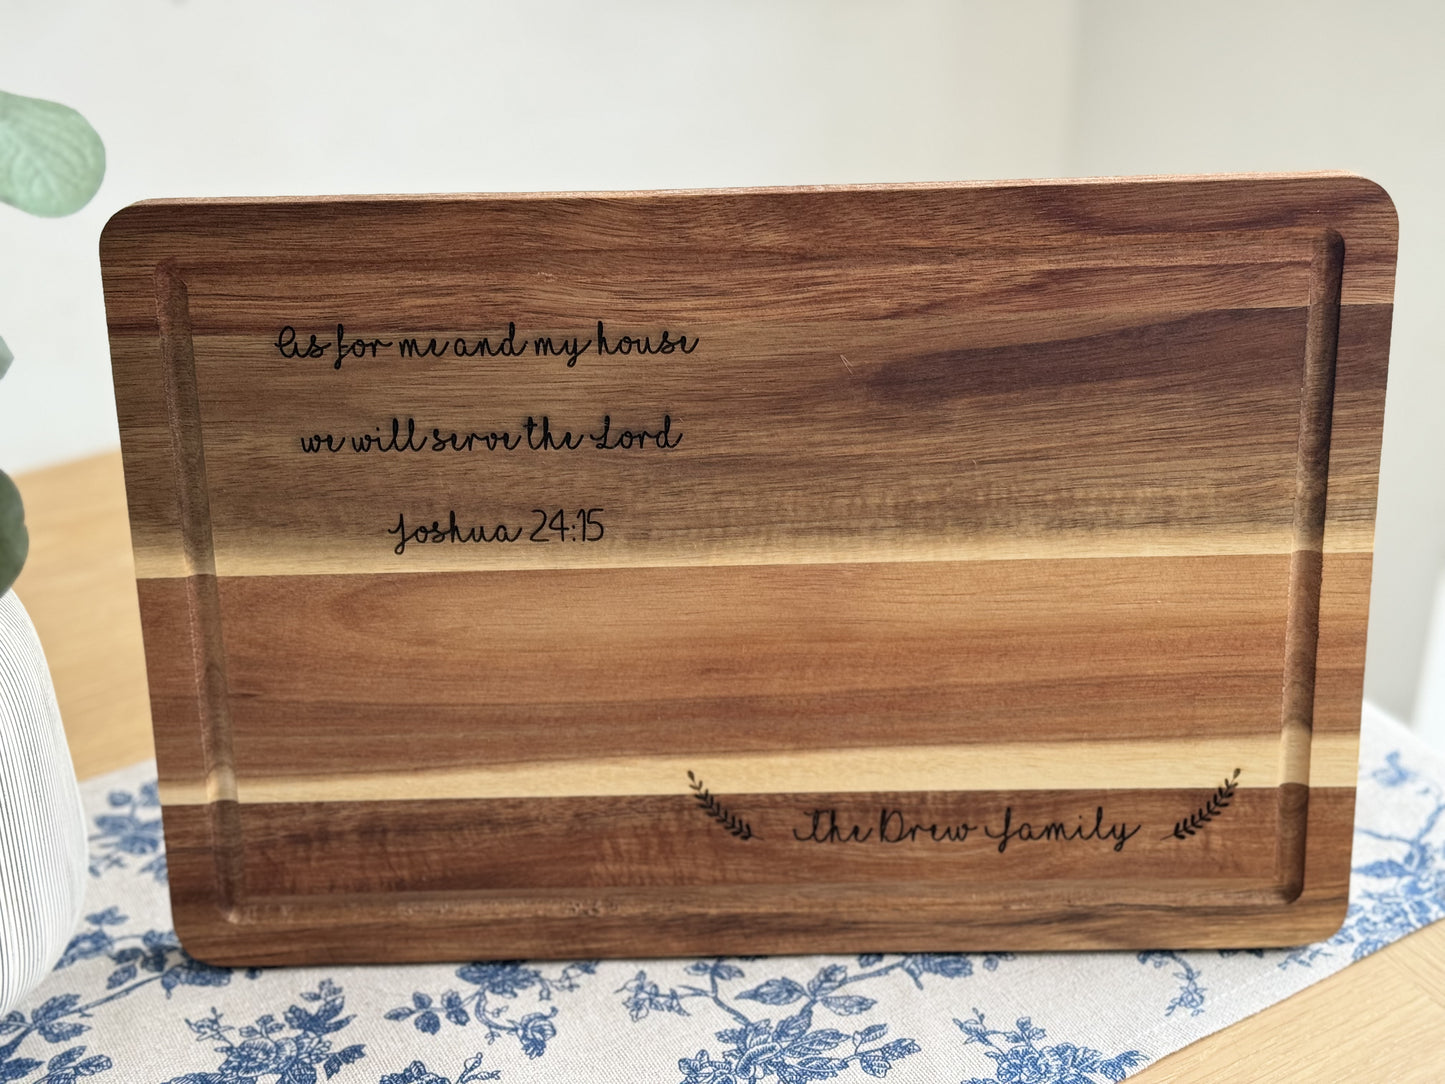 As for me and my house
we will serve the Lord
Joshua 24:15
The Drew Family